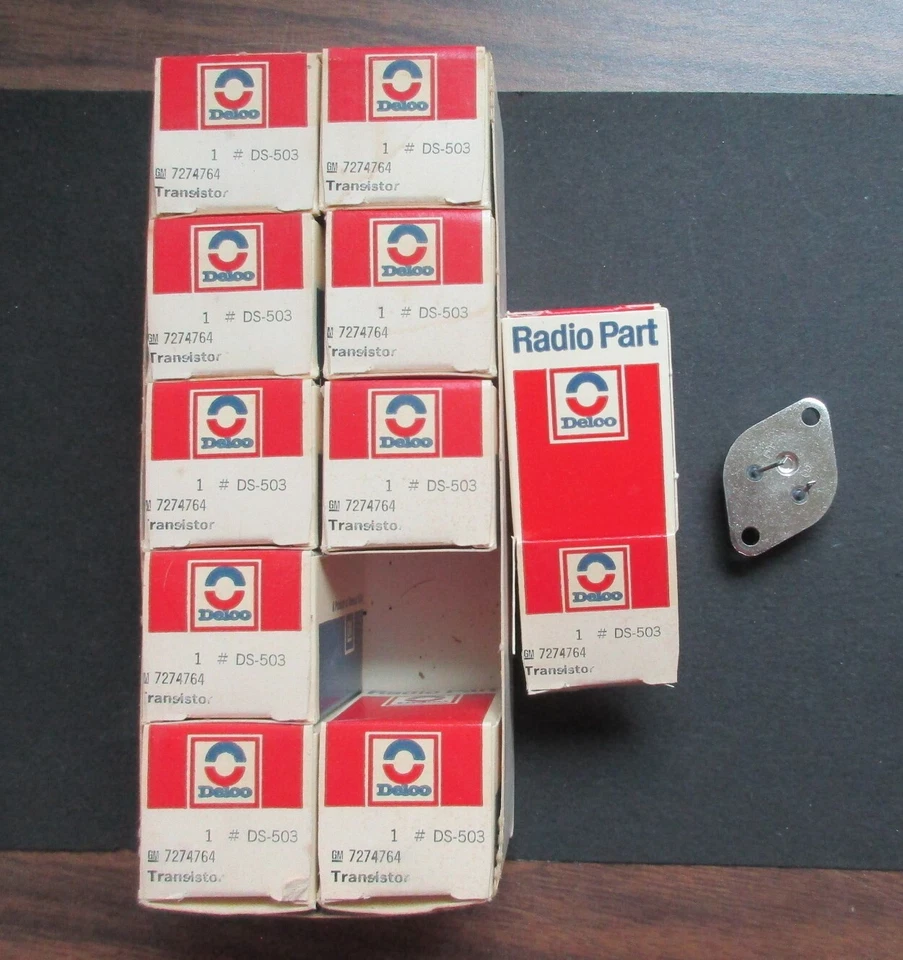 Delco
1 # DS-503
GM 7274764
Transistor
Delco
1 # DS-503
GM 7274764
Transistor
Delco
1 # DS-503
GM 7274764
Transistor
Delco
1 # DS-503
M 7274764
Transistor
Delco
1 # DS-503
GM 7274764
Transistor
Delco
1 # DS-503
GM 7274764
Transistor
Delco
1 # DS-503
M 7274764
Transistor
Radio Part
Delco
1 # DS-503
GM 7274764
Transistor
Delco
1 # DS-503
GM 7274764
Transistor
Radio Part
Delco
Delco
1 # DS-503
GM 7274764
Transistor